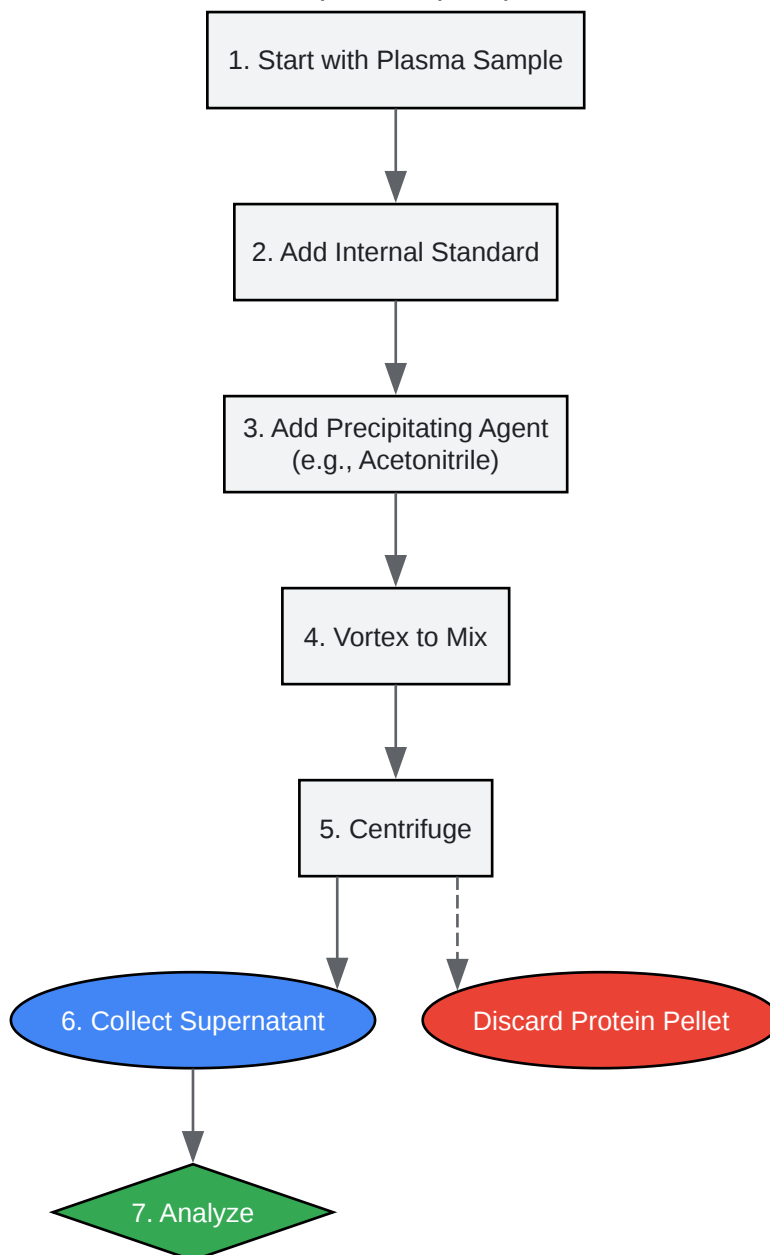 1. Start with Plasma Sample
2. Add Internal Standard
3. Add Precipitating Agent
(e.g., Acetonitrile)
4. Vortex to Mix
5. Centrifuge
6. Collect Supernatant
Discard Protein Pellet
7. Analyze